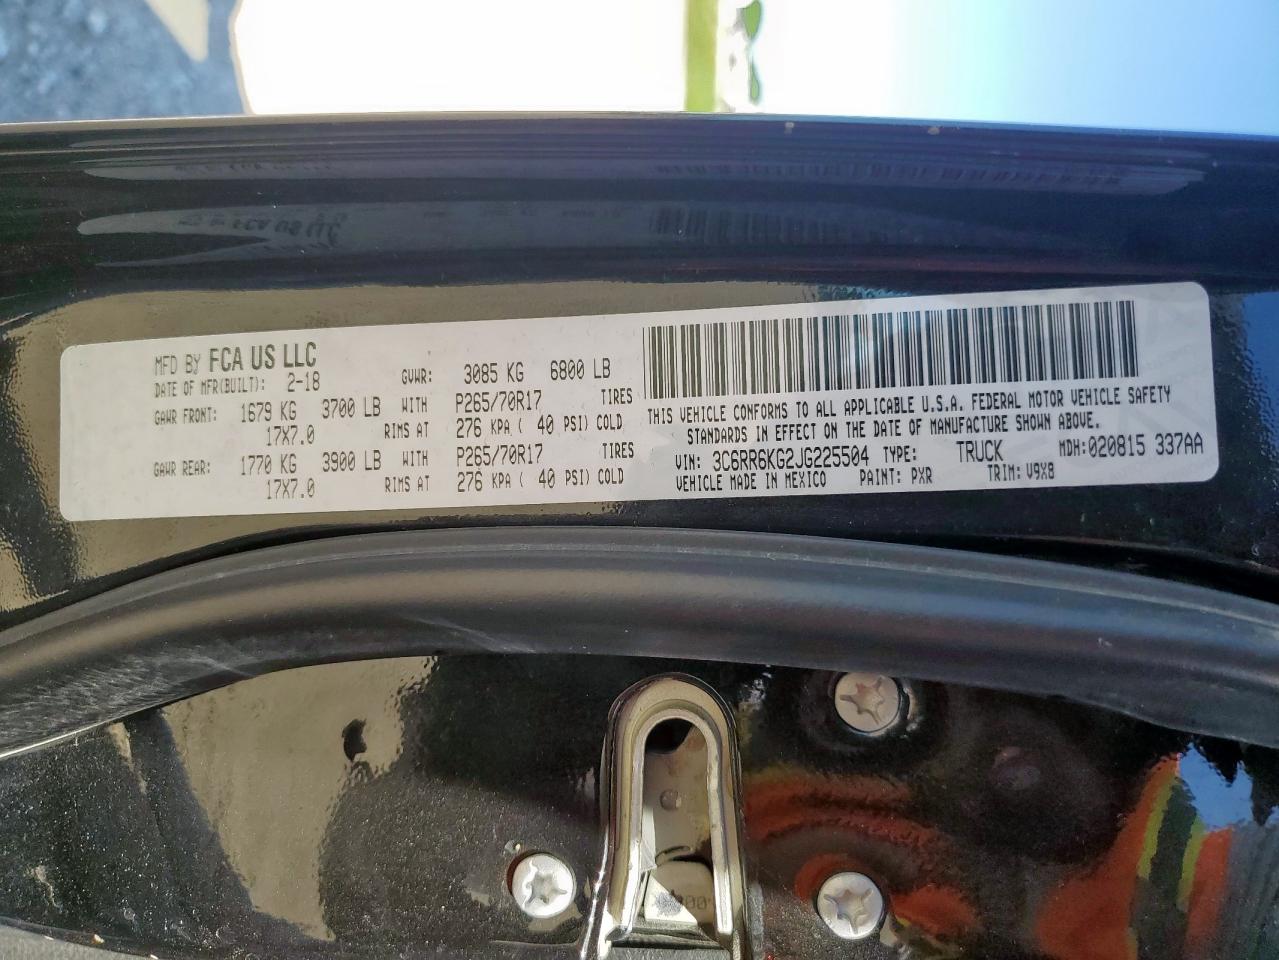 MFD BY FCA US LLC
DATE OF MFR(BUILT): 2-18 GVWR: 3085 KG 6800 LB
GAWR FRONT: 1679 KG 3700 LB WITH P265/70R17 TIRES
17X7.0 RIMS AT 276 KPA ( 40 PSI) COLD
GAWR REAR: 1770 KG 3900 LB WITH P265/70R17 TIRES
17X7.0 RIMS AT 276 KPA ( 40 PSI) COLD
THIS VEHICLE CONFORMS TO ALL APPLICABLE U.S.A. FEDERAL MOTOR VEHICLE SAFETY
STANDARDS IN EFFECT ON THE DATE OF MANUFACTURE SHOWN ABOVE.
VIN: 3C6RR6KG2JG225504 TYPE: TRUCK MDH:020815 337AA
VEHICLE MADE IN MEXICO PAINT: PXR TRIM: V9X8